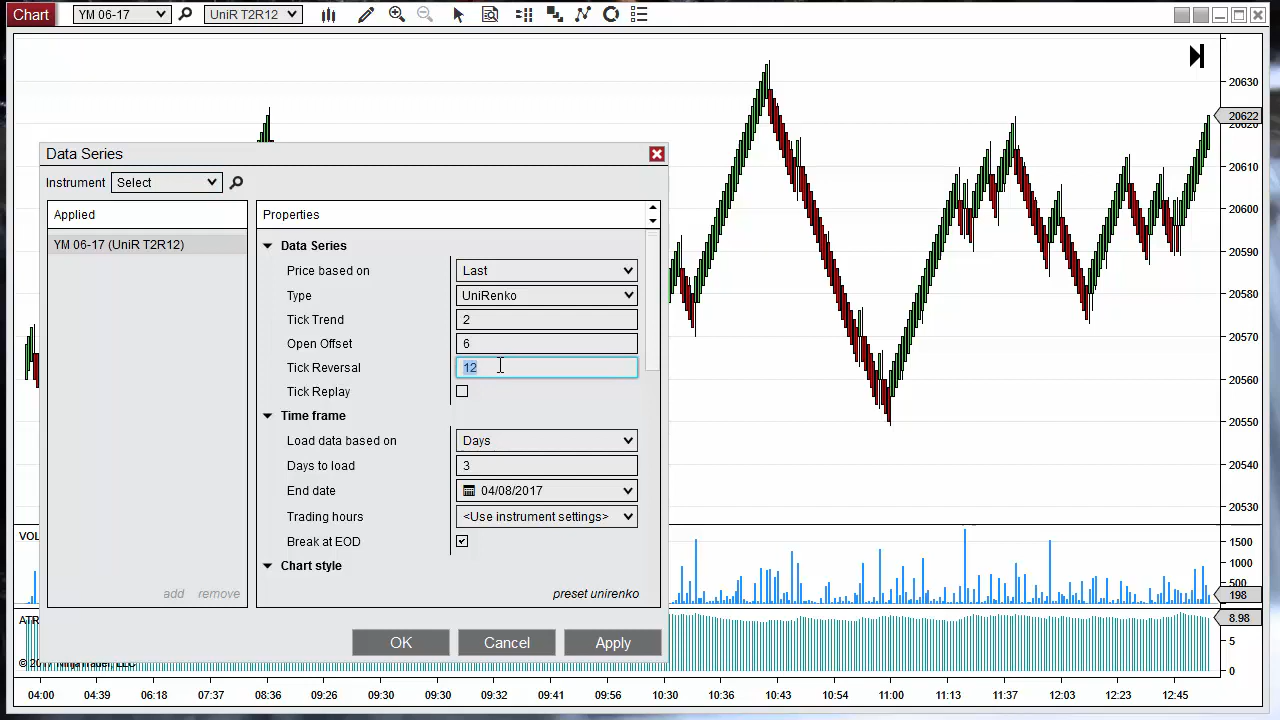 Chart YM 06-17 UniR T2R12
20630
20622
20620
20610
20600
20590
20580
20570
20560
20550
20540
20530
Data Series
Instrument Select
Applied
Properties
YM 06-17 (UniR T2R12)
Data Series
Price based on Last
Type UniRenko
Tick Trend 2
Open Offset 6
Tick Reversal 12
Tick Replay
Time frame
Load data based on Days
Days to load 3
End date 04/08/2017
Trading hours <Use instrument settings>
Break at EOD
Chart style
add remove
preset unirenko
OK Cancel Apply
VOL
1500
1000
500
198
ATR
8.98
5
0
© 2017 NinjaTrader, LLC
04:00 04:39 06:18 07:37 08:36 09:26 09:30 09:30 09:32 09:41 09:56 10:30 10:36 10:43 10:54 11:00 11:13 11:37 12:03 12:23 12:45